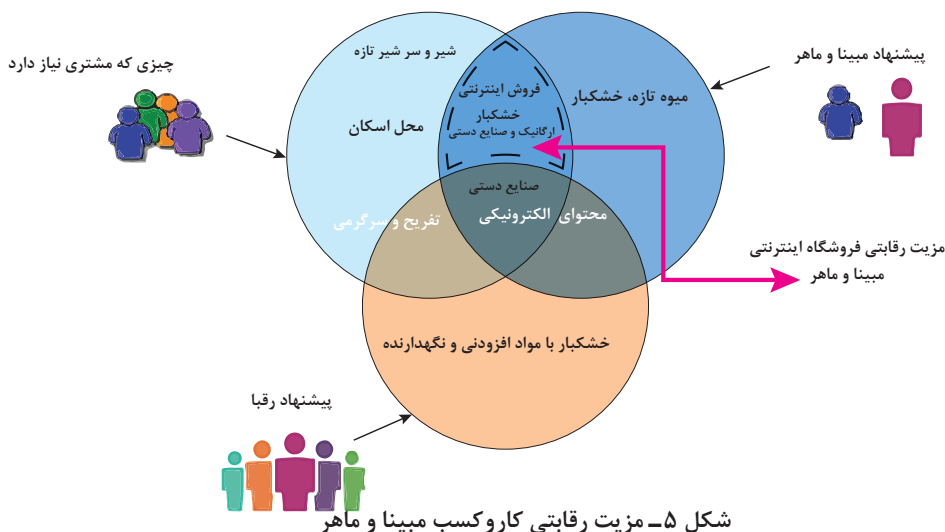 شیر و سر شیر تازه
چیزی که مشتری نیاز دارد
پیشنهاد مبینا و ماهر
فروش اینترنتی
خشکبار
ارگانیک و صنایع دستی
میوه تازه، خشکبار
محل اسکان
صنایع دستی
محتوای الکترونیکی
تفریح و سرگرمی
مزیت رقابتی فروشگاه اینترنتی
مبینا و ماهر
خشکبار با مواد افزودنی و نگهدارنده
پیشنهاد رقبا
شکل ۵ــ مزیت رقابتی کاروکسب مبینا و ماهر